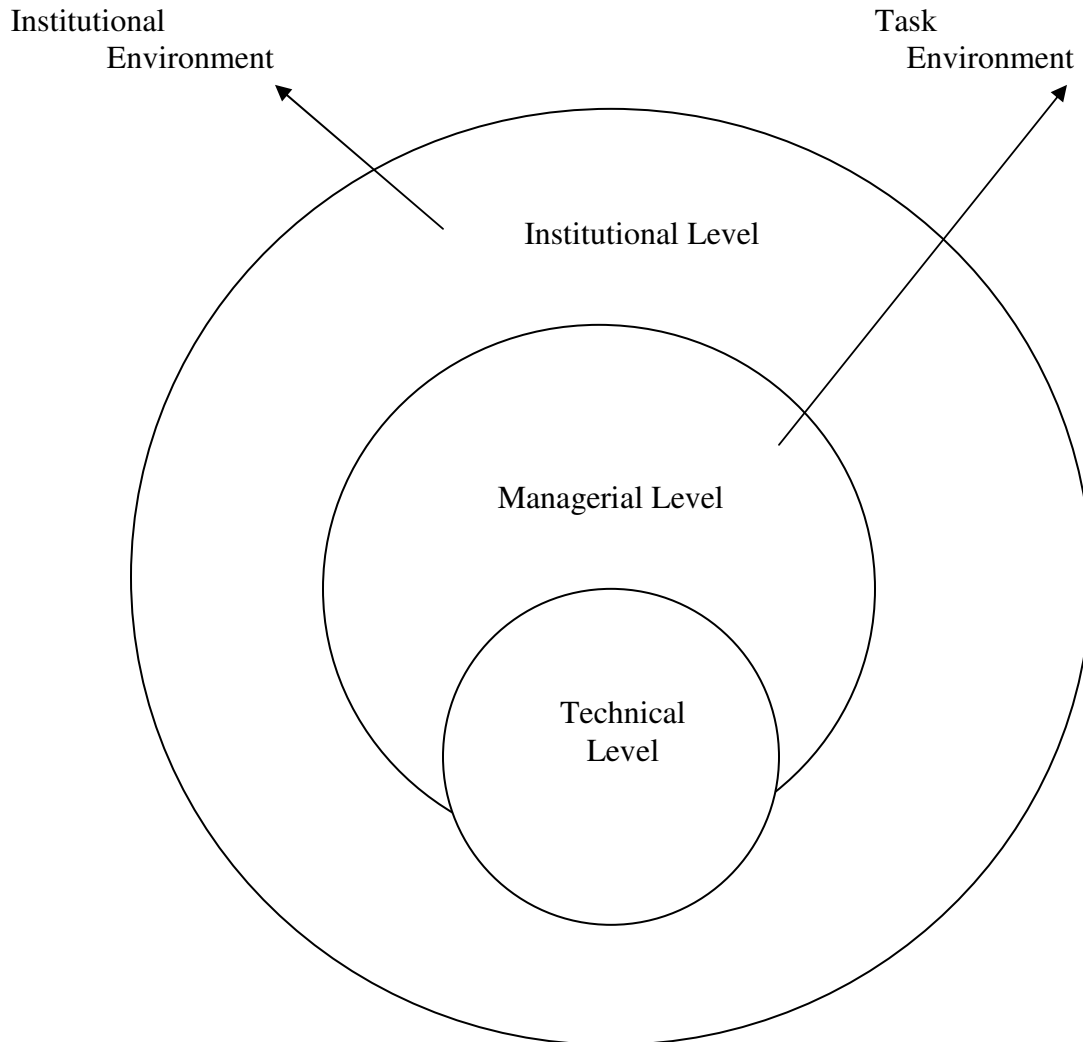 Institutional
Environment
Task
Environment
Institutional Level
Managerial Level
Technical
Level